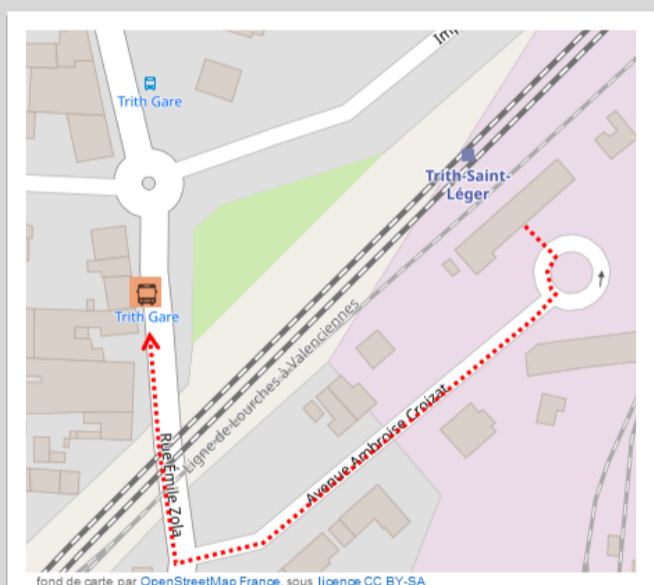 Imp
Trith Gare
Trith-Saint-
Léger
Trith Gare
Ligne de Lourches à Valenciennes
Avenue Ambroise Croizat
Rue Émile Zola
fond de carte par OpenStreetMap France, sous licence CC BY-SA